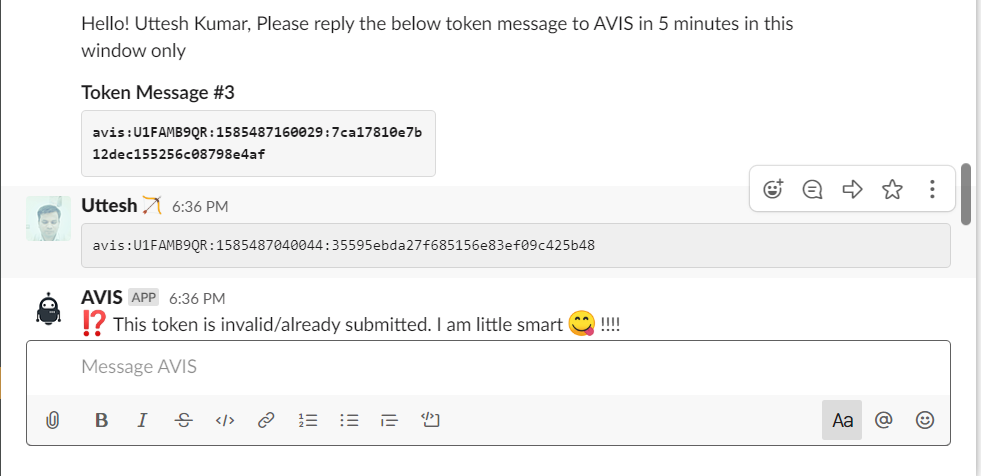 Hello! Uttesh Kumar, Please reply the below token message to AVIS in 5 minutes in this
window only
Token Message #3
avis:U1FAMB9QR:1585487160029:7ca17810e7b
12dec155256c08798e4af
Uttesh 6:36 PM
avis:U1FAMB9QR:1585487040044:35595ebda27f685156e83ef09c425b48
AVIS APP 6:36 PM
⁉ This token is invalid/already submitted. I am little smart 😋 !!!!
Message AVIS
B I S </> Aa @